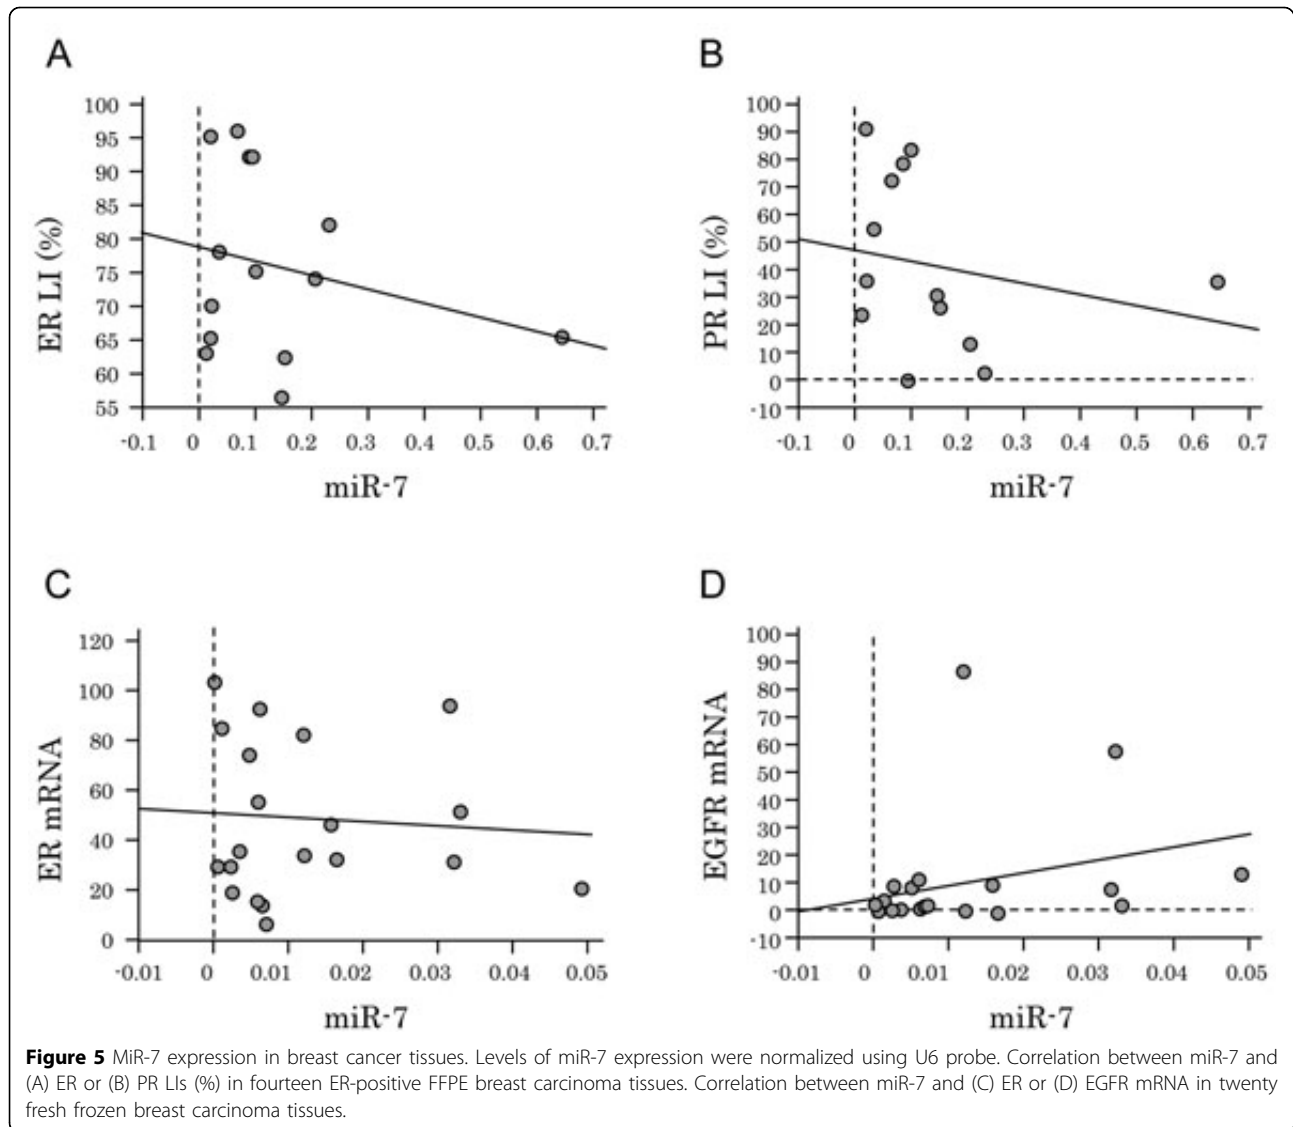 A
100
95
90
85
80
75
70
65
60
55
ER LI (%)
-0.1 0 0.1 0.2 0.3 0.4 0.5 0.6 0.7
miR-7
B
100
90
80
70
60
50
40
30
20
10
0
-10
PR LI (%)
-0.1 0 0.1 0.2 0.3 0.4 0.5 0.6 0.7
miR-7
C
120
100
80
60
40
20
0
ER mRNA
-0.01 0 0.01 0.02 0.03 0.04 0.05
miR-7
D
100
90
80
70
60
50
40
30
20
10
0
-10
EGFR mRNA
-0.01 0 0.01 0.02 0.03 0.04 0.05
miR-7
Figure 5 MiR-7 expression in breast cancer tissues. Levels of miR-7 expression were normalized using U6 probe. Correlation between miR-7 and
(A) ER or (B) PR LIs (%) in fourteen ER-positive FFPE breast carcinoma tissues. Correlation between miR-7 and (C) ER or (D) EGFR mRNA in twenty
fresh frozen breast carcinoma tissues.